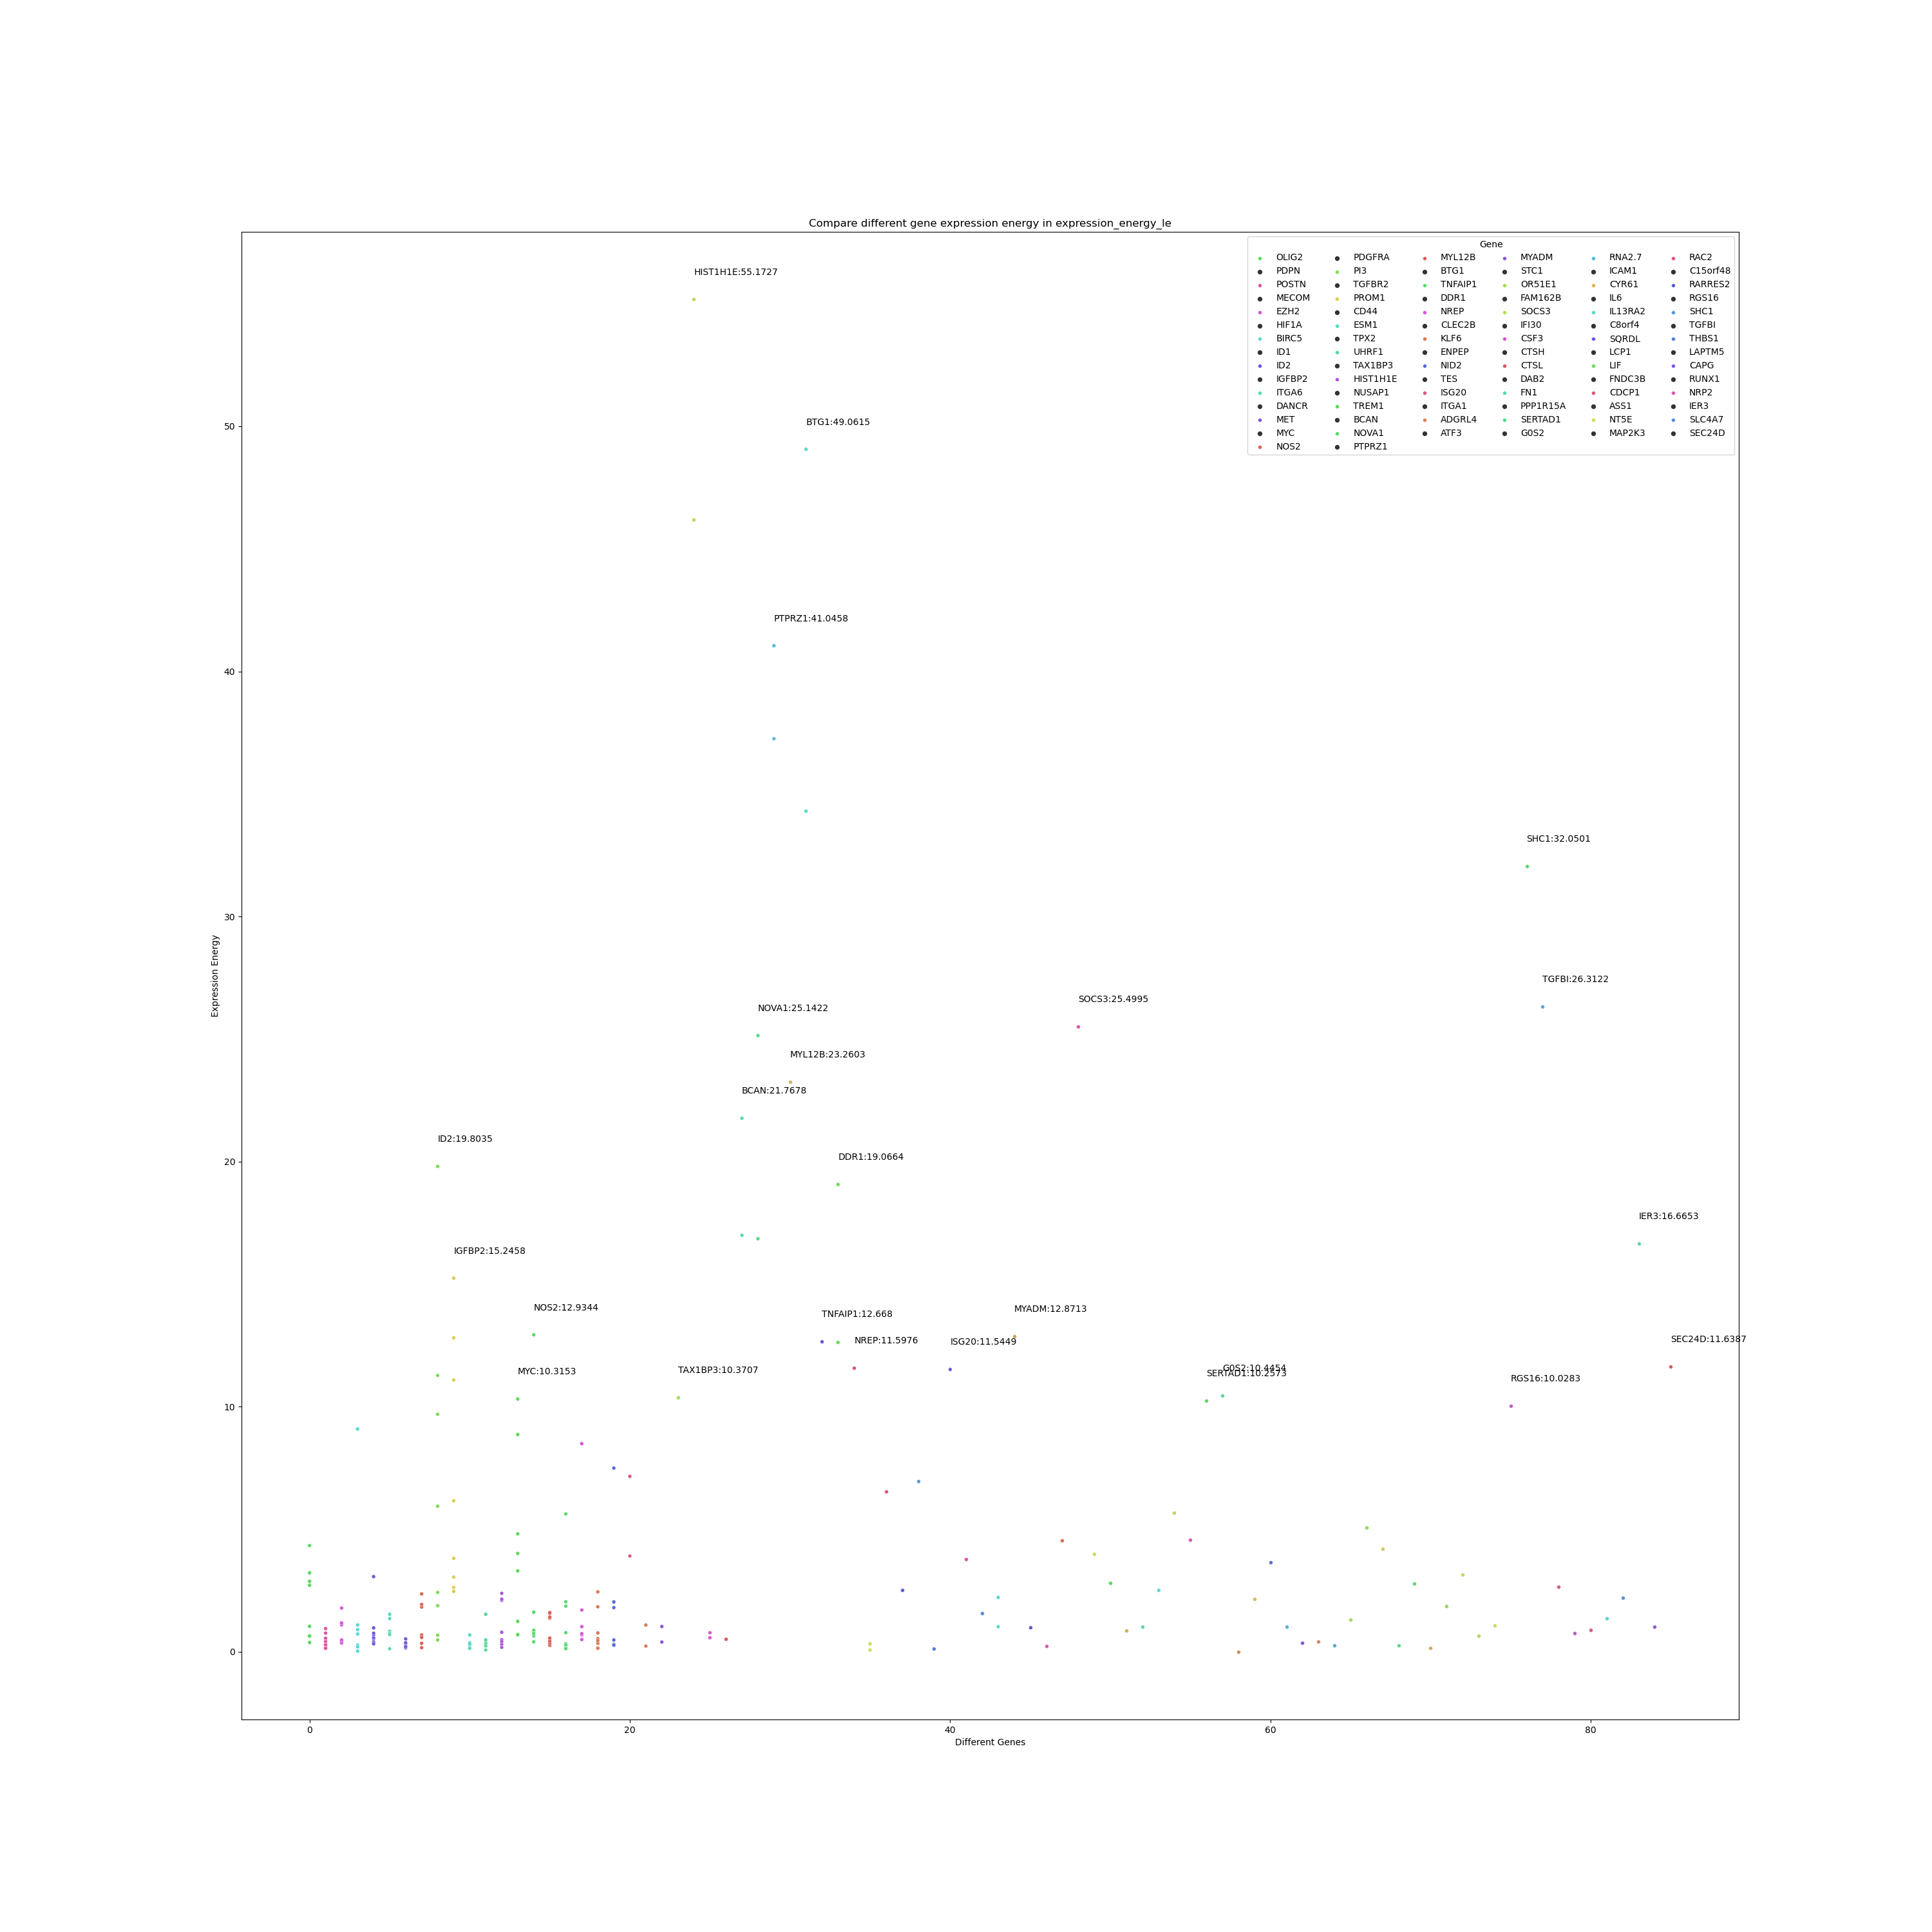 Compare different gene expression energy in expression_energy_le
Gene
OLIG2 PDGFRA MYL12B MYADM RNA2.7 RAC2
PDPN PI3 BTG1 STC1 ICAM1 C15orf48
POSTN TGFBR2 TNFAIP1 OR51E1 CYR61 RARRES2
MECOM PROM1 DDR1 FAM162B IL6 RGS16
EZH2 CD44 NREP SOCS3 IL13RA2 SHC1
HIF1A ESM1 CLEC2B IFI30 C8orf4 TGFBI
BIRC5 TPX2 KLF6 CSF3 SQRDL THBS1
ID1 UHRF1 ENPEP CTSH LCP1 LAPTM5
ID2 TAX1BP3 NID2 CTSL LIF CAPG
IGFBP2 HIST1H1E TES DAB2 FNDC3B RUNX1
ITGA6 NUSAP1 ISG20 FN1 CDCP1 NRP2
DANCR TREM1 ITGA1 PPP1R15A ASS1 IER3
MET BCAN ADGRL4 SERTAD1 NT5E SLC4A7
MYC NOVA1 ATF3 G0S2 MAP2K3 SEC24D
NOS2 PTPRZ1
HIST1H1E:55.1727
BTG1:49.0615
PTPRZ1:41.0458
SHC1:32.0501
TGFBI:26.3122
SOCS3:25.4995
NOVA1:25.1422
MYL12B:23.2603
BCAN:21.7678
ID2:19.8035
DDR1:19.0664
IER3:16.6653
IGFBP2:15.2458
NOS2:12.9344
MYADM:12.8713
TNFAIP1:12.668
NREP:11.5976
ISG20:11.5449
SEC24D:11.6387
MYC:10.3153
TAX1BP3:10.3707
G0S2:10.4454
SERTAD1:10.2573
RGS16:10.0283
50
40
30
20
10
0
Expression Energy
0 20 40 60 80
Different Genes